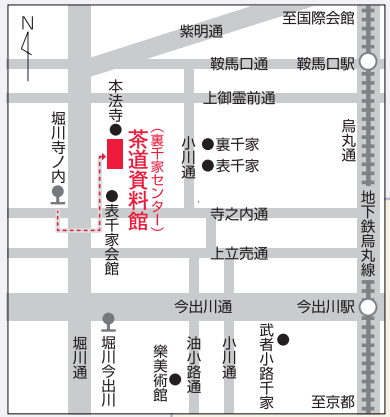 N
至国際会館
紫明通
鞍馬口通
鞍馬口駅
上御霊前通
本法寺
堀川寺ノ内
茶道資料館
(裏千家センター)
小川通
裏千家
表千家
烏丸通
表千家会館
寺之内通
地下鉄烏丸線
上立売通
今出川通
今出川駅
堀川通
堀川今出川
樂美術館
油小路通
小川通
武者小路千家
至京都